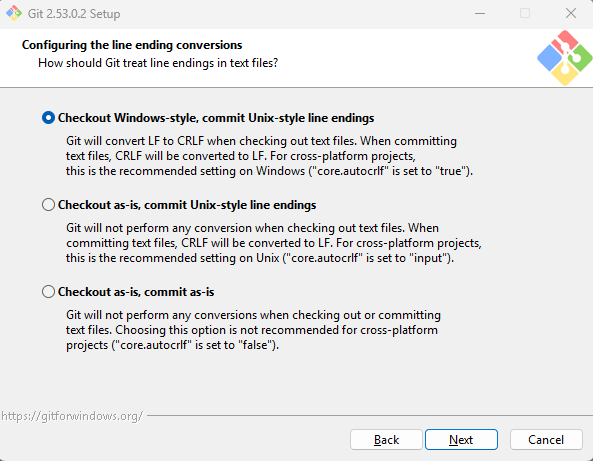 Git 2.53.0.2 Setup
Configuring the line ending conversions
How should Git treat line endings in text files?
Checkout Windows-style, commit Unix-style line endings
Git will convert LF to CRLF when checking out text files. When committing
text files, CRLF will be converted to LF. For cross-platform projects,
this is the recommended setting on Windows ("core.autocrlf" is set to "true").
Checkout as-is, commit Unix-style line endings
Git will not perform any conversion when checking out text files. When
committing text files, CRLF will be converted to LF. For cross-platform projects,
this is the recommended setting on Unix ("core.autocrlf" is set to "input").
Checkout as-is, commit as-is
Git will not perform any conversions when checking out or committing
text files. Choosing this option is not recommended for cross-platform
projects ("core.autocrlf" is set to "false").
https://gitforwindows.org/
Back
Next
Cancel